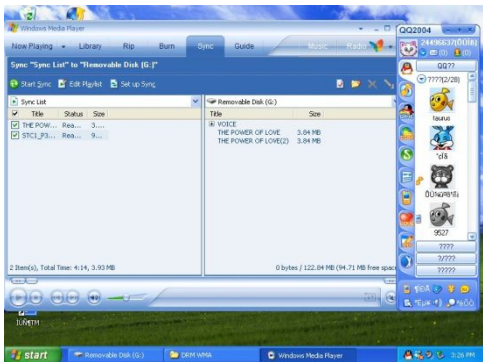 Windows Media Player
Now Playing Library Rip Burn Sync Guide Music Radio
Sync "Sync List" to "Removable Disk (G:)"
Start Sync Edit Playlist Set up Sync
Sync List
Title Status Size
THE POW... Rea... 3....
STC1_P3... Rea... 9...
2 Item(s), Total Time: 4:14, 3.93 MB
Removable Disk (G:)
Title Size
VOICE
THE POWER OF LOVE 3.84 MB
THE POWER OF LOVE(2) 3.84 MB
0 bytes / 122.84 MB (94.71 MB free space
QQ2004
QQ??
????(2/28)
taurus
9527
????
?/???
?????
start
Removable Disk (G:)
DRM WMA
Windows Media Player
3:26 PM